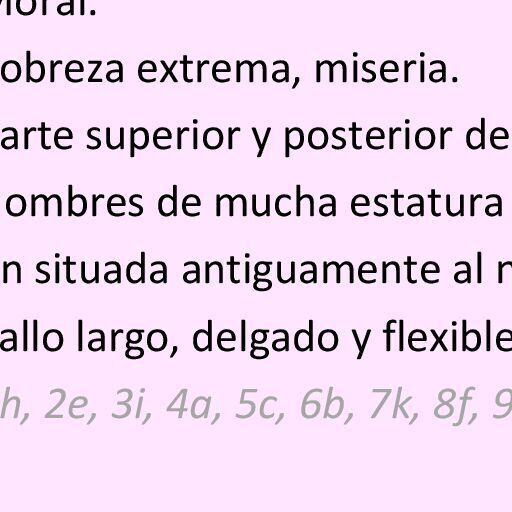 oral.
obreza extrema, miseria.
arte superior y posterior de
ombres de mucha estatura
n situada antiguamente al n
allo largo, delgado y flexible
h, 2e, 3i, 4a, 5c, 6b, 7k, 8f, 9